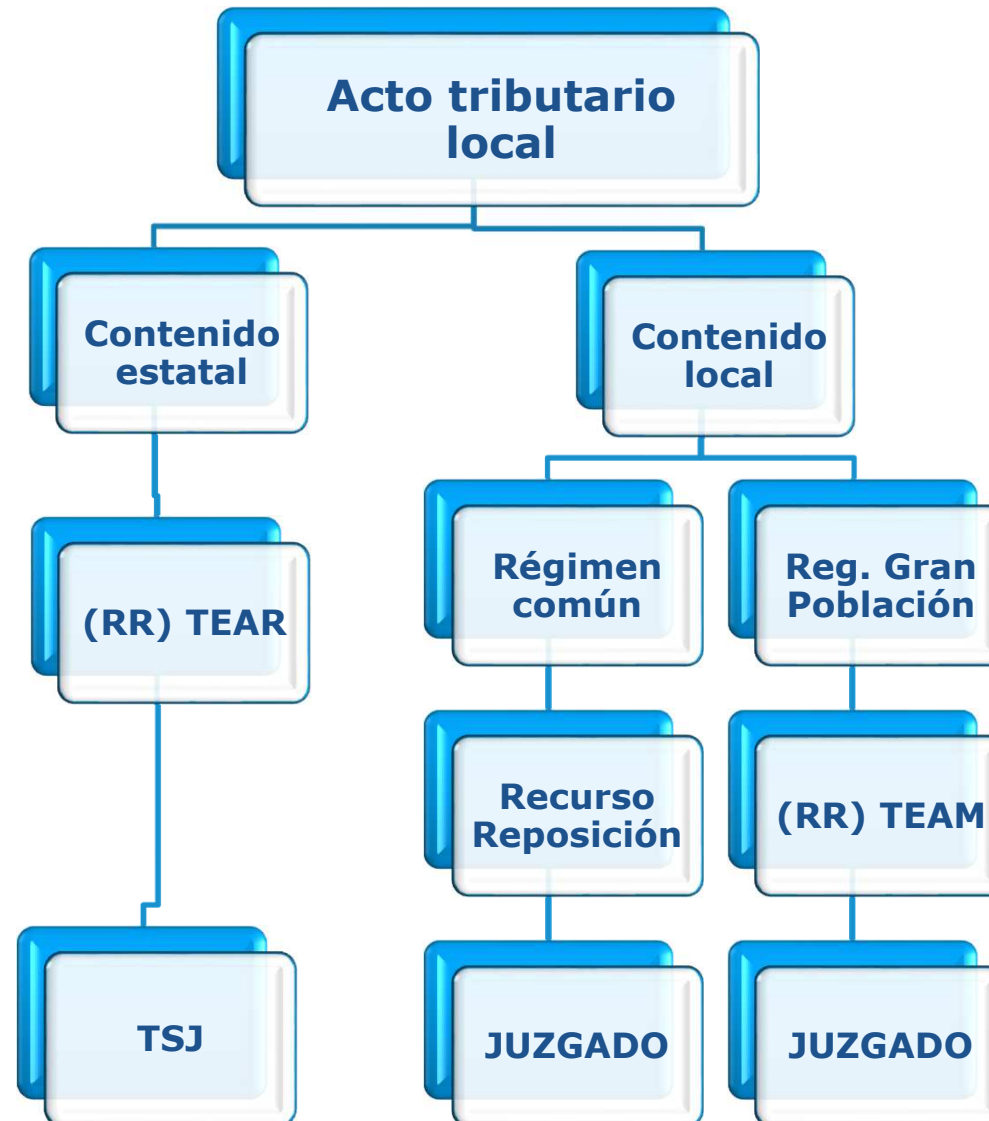 Acto tributario
local
Contenido
estatal
Contenido
local
(RR) TEAR
Régimen
común
Reg. Gran
Población
Recurso
Reposición
(RR) TEAM
TSJ
JUZGADO
JUZGADO